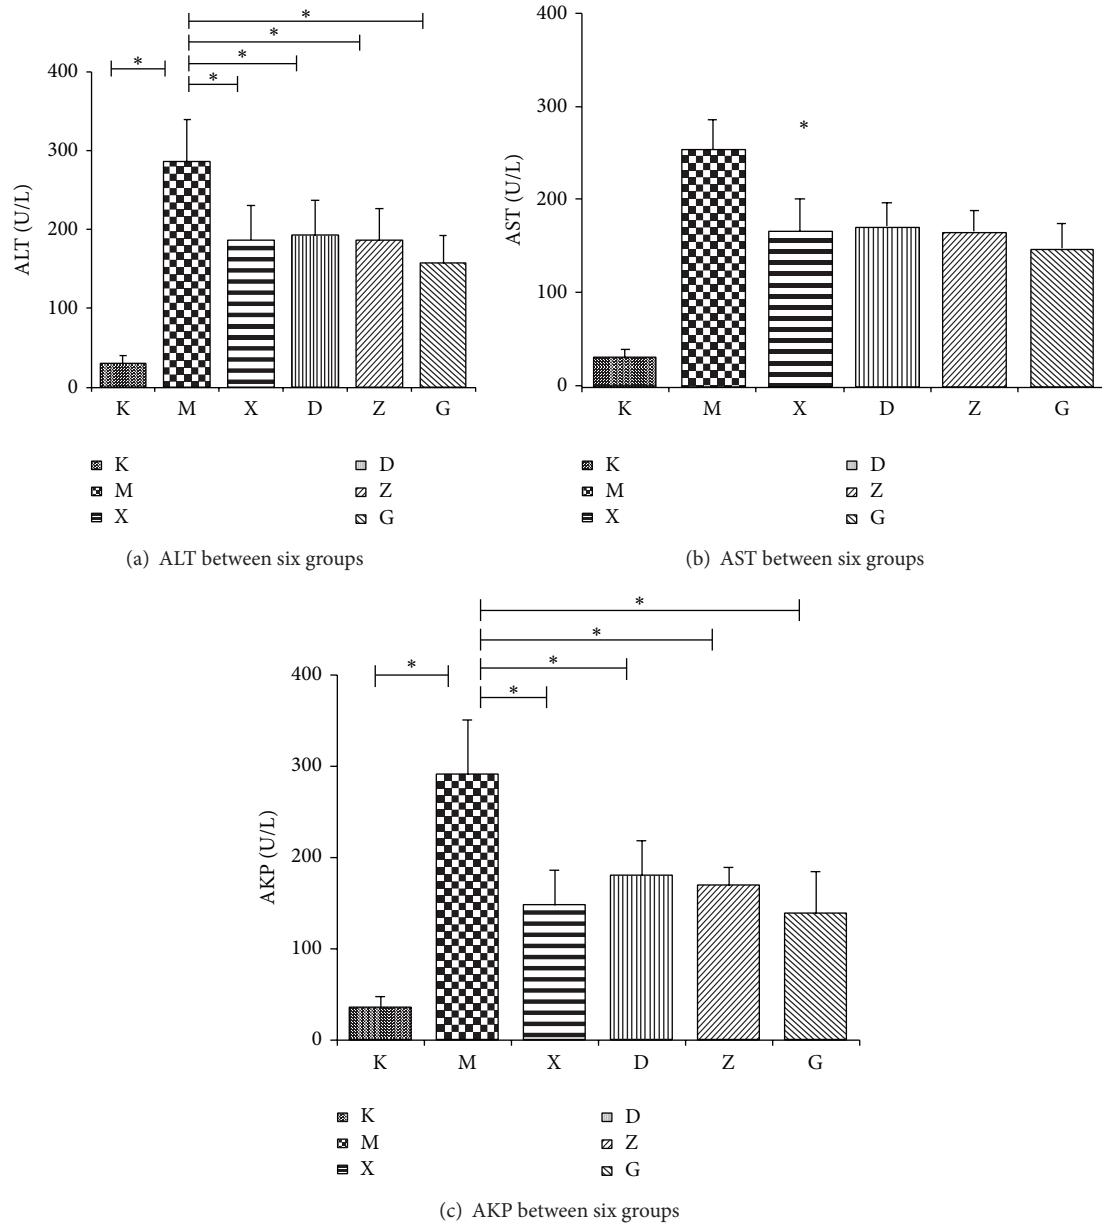 *
*
*
*
*
400
300
200
100
0
ALT (U/L)
K M X D Z G
K
M
X
D
Z
G
(a) ALT between six groups
400
300
200
100
0
AST (U/L)
*
K M X D Z G
K
M
X
D
Z
G
(b) AST between six groups
*
*
*
*
*
400
300
200
100
0
AKP (U/L)
K M X D Z G
K
M
X
D
Z
G
(c) AKP between six groups